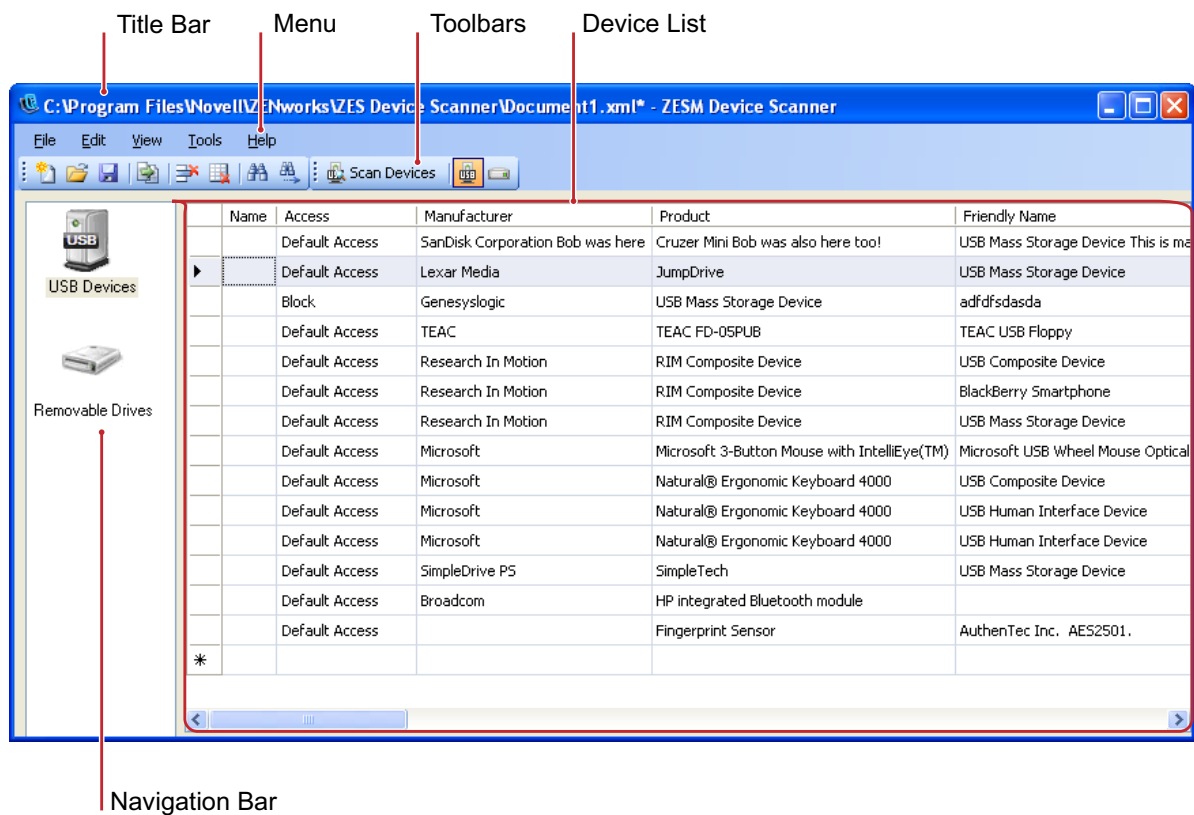 Title Bar Menu Toolbars Device List
C:\Program Files\Novell\ZENworks\ZES Device Scanner\Document1.xml* - ZESM Device Scanner
File Edit View Tools Help
Scan Devices USB
USB
USB Devices
Removable Drives
Name Access Manufacturer Product Friendly Name
Default Access SanDisk Corporation Bob was here Cruzer Mini Bob was also here too! USB Mass Storage Device This is ma
Default Access Lexar Media JumpDrive USB Mass Storage Device
Block Genesyslogic USB Mass Storage Device adfdfsdasda
Default Access TEAC TEAC FD-05PUB TEAC USB Floppy
Default Access Research In Motion RIM Composite Device USB Composite Device
Default Access Research In Motion RIM Composite Device BlackBerry Smartphone
Default Access Research In Motion RIM Composite Device USB Mass Storage Device
Default Access Microsoft Microsoft 3-Button Mouse with IntelliEye(TM) Microsoft USB Wheel Mouse Optical
Default Access Microsoft Natural® Ergonomic Keyboard 4000 USB Composite Device
Default Access Microsoft Natural® Ergonomic Keyboard 4000 USB Human Interface Device
Default Access Microsoft Natural® Ergonomic Keyboard 4000 USB Human Interface Device
Default Access SimpleDrive PS SimpleTech USB Mass Storage Device
Default Access Broadcom HP integrated Bluetooth module
Default Access Fingerprint Sensor AuthenTec Inc. AES2501.
Navigation Bar